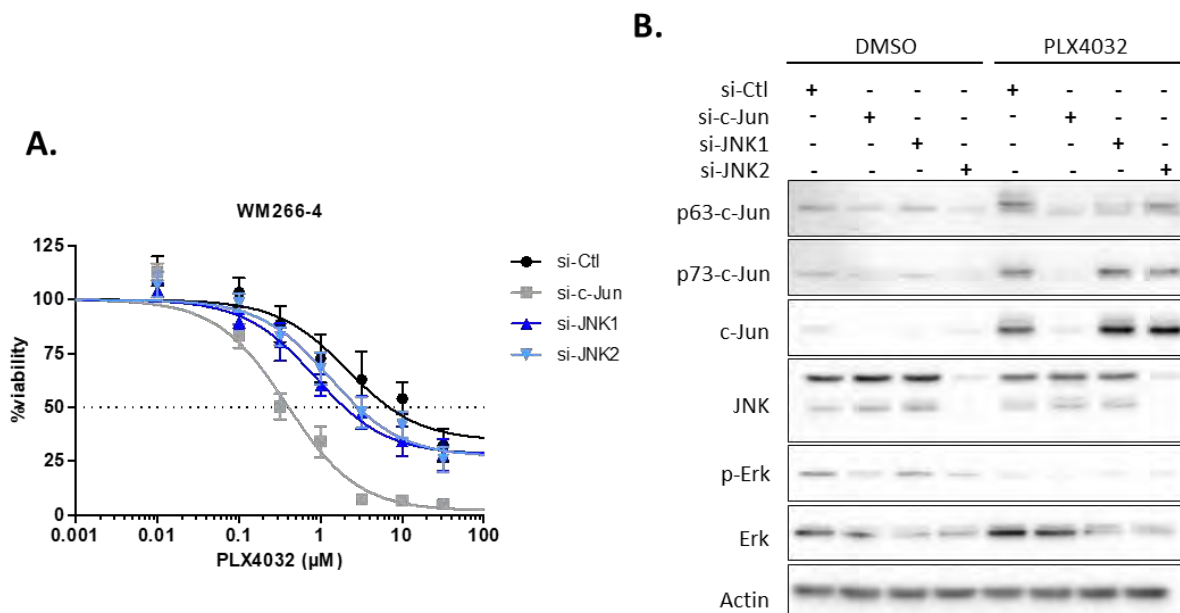 B.
DMSO PLX4032
si-Ctl + - - - + - - -
si-c-Jun - + - - - + - -
si-JNK1 - - + - - - + -
si-JNK2 - - - + - - - +
p63-c-Jun
p73-c-Jun
c-Jun
JNK
p-Erk
Erk
Actin
A.
WM266-4
125
100
75
50
25
0
%viability
0.001 0.01 0.1 1 10 100
PLX4032 (µM)
si-Ctl
si-c-Jun
si-JNK1
si-JNK2